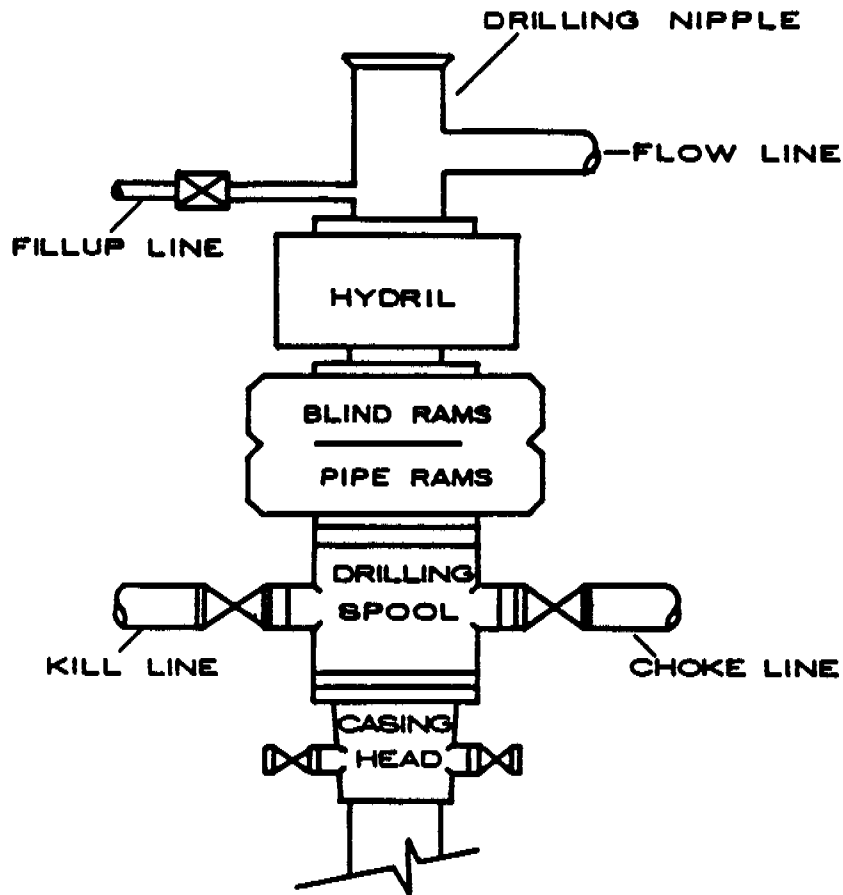 DRILLING NIPPLE
FLOW LINE
FILLUP LINE
HYDRIL
BLIND RAMS
PIPE RAMS
DRILLING
SPOOL
KILL LINE
CHOKE LINE
CASING
HEAD